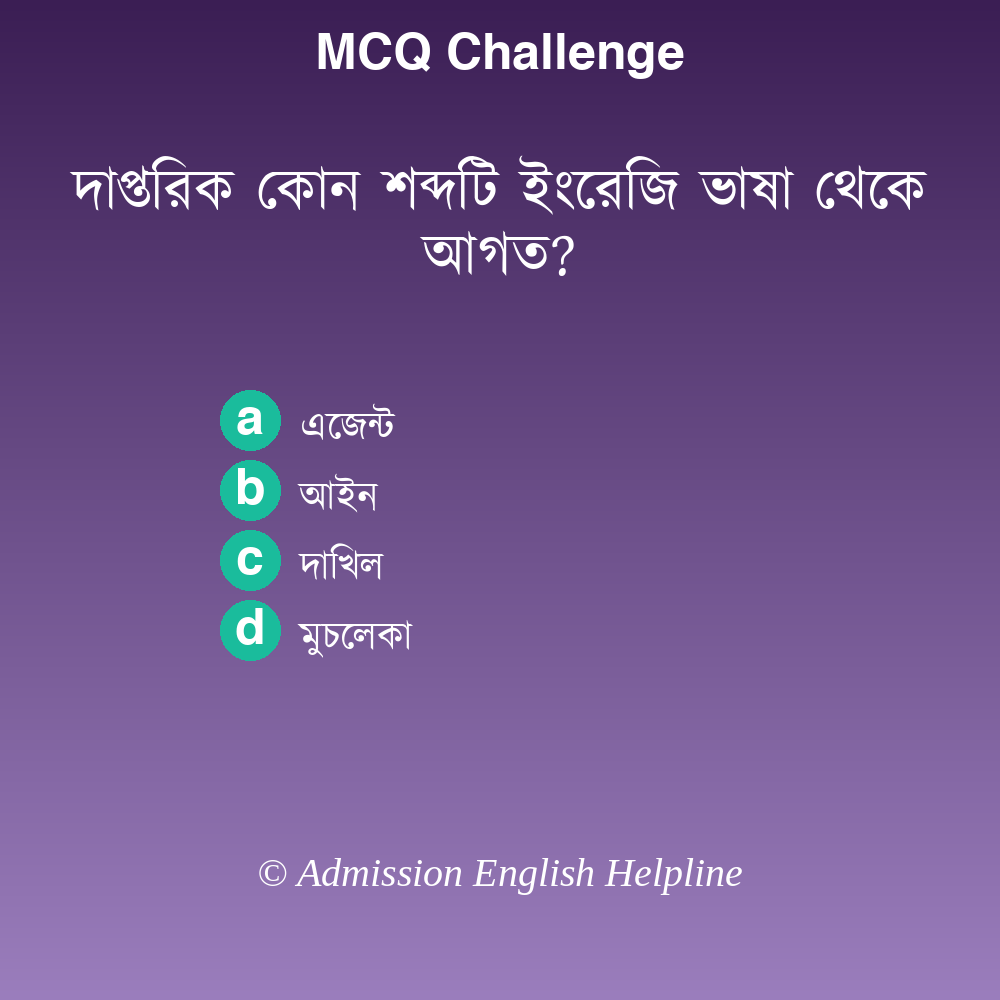 MCQ Challenge
দাপ্তরিক কোন শব্দটি ইংরেজি ভাষা থেকে
আগত?
a এজেন্ট
b আইন
c দাখিল
d মুচলেকা
© Admission English Helpline